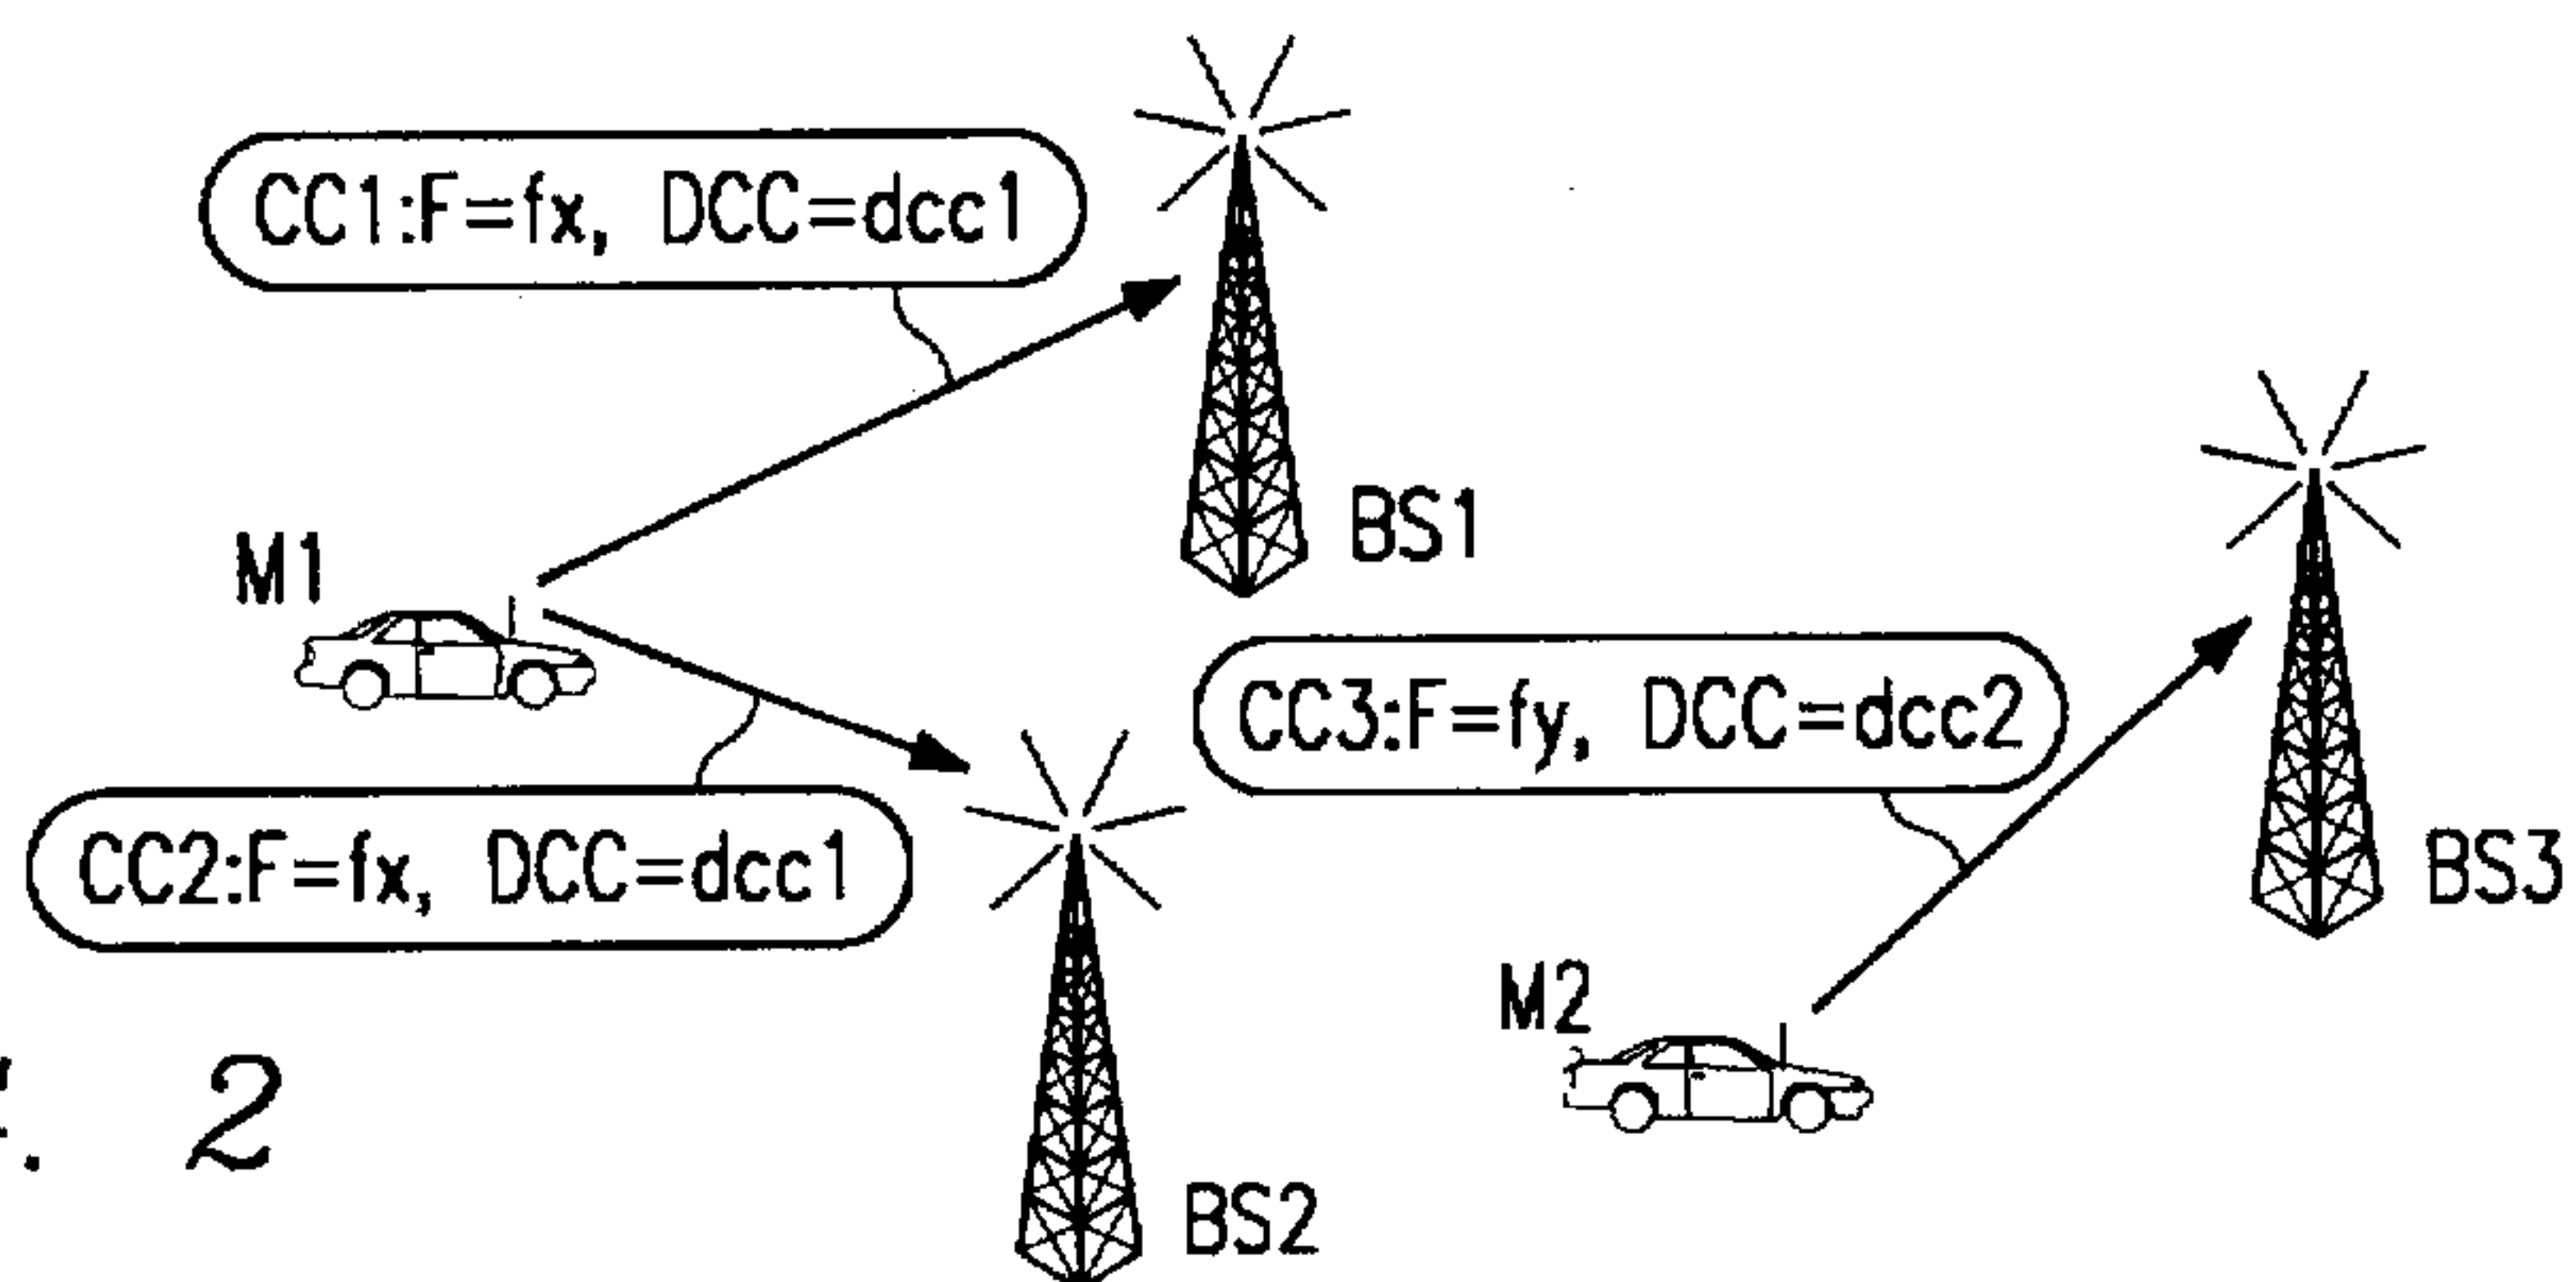 CC1:F=fx, DCC=dcc1
BS1
M1
CC3:F=fy, DCC=dcc2
CC2:F=fx, DCC=dcc1
BS3
M2
. 2
BS2